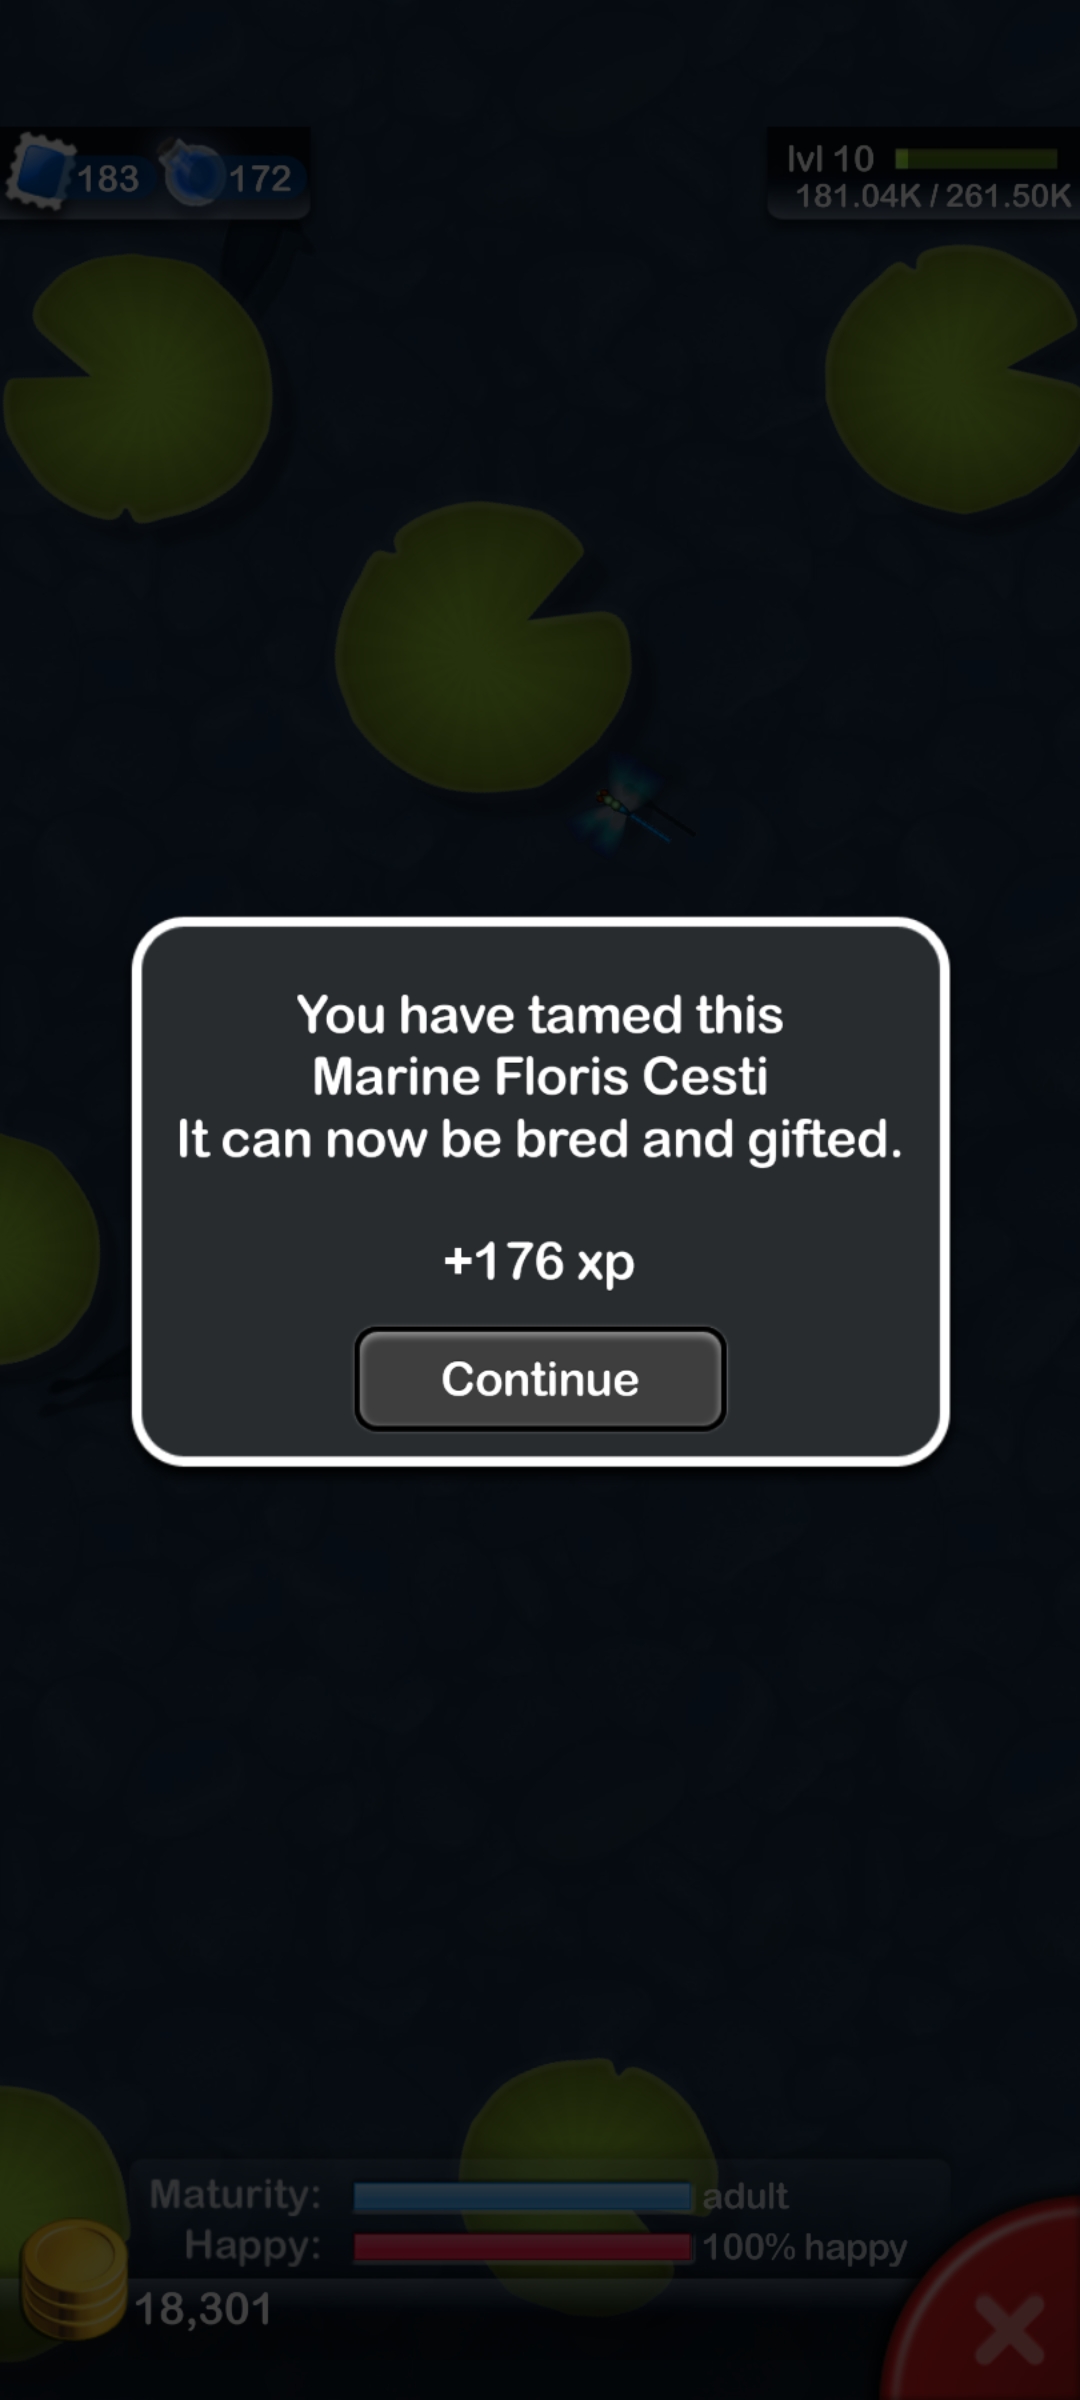 183 172
lvl 10
181.04K / 261.50K
You have tamed this
Marine Floris Cesti
It can now be bred and gifted.
+176 xp
Continue
Maturity: adult
Happy: 100% happy
18,301